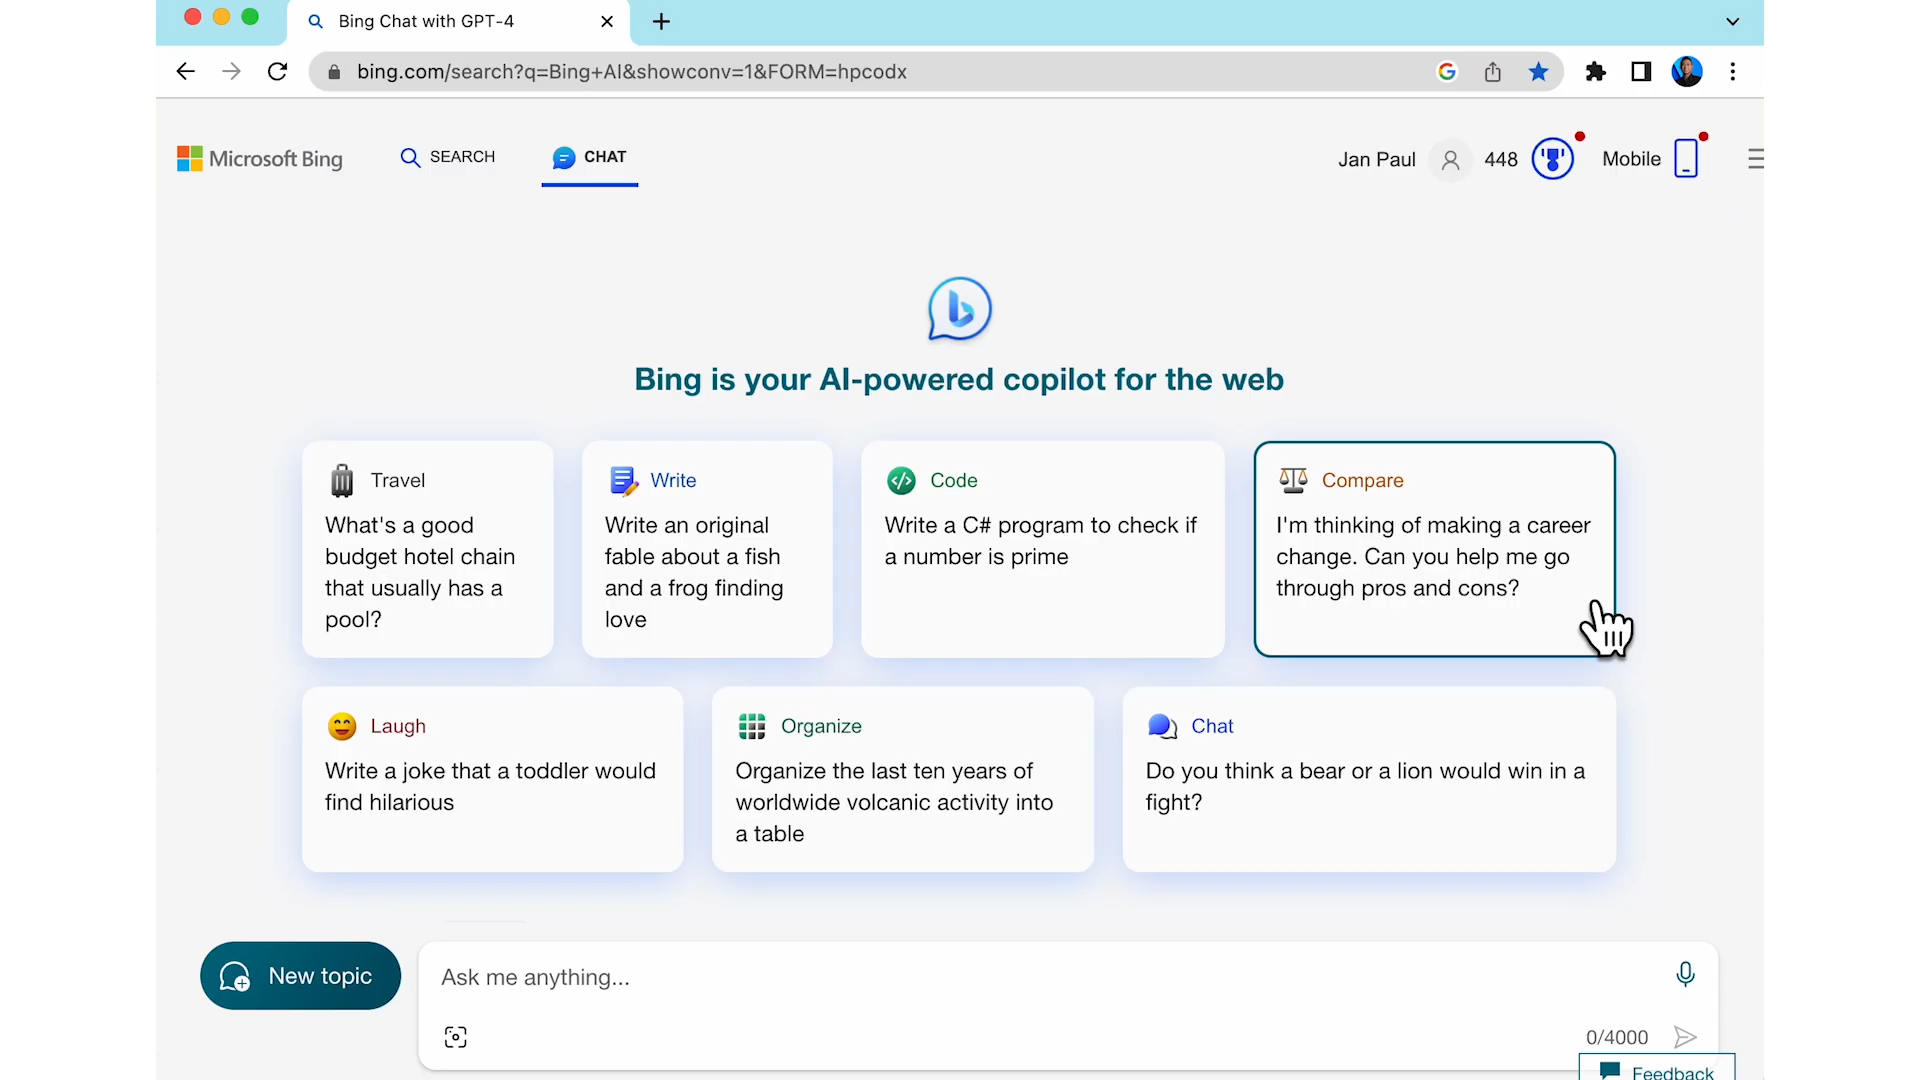 Bing Chat with GPT-4
bing.com/search?q=Bing+AI&showconv=1&FORM=hpcodx
Microsoft Bing
SEARCH
CHAT
Jan Paul
448
Mobile
Bing is your AI-powered copilot for the web
Travel
What's a good
budget hotel chain
that usually has a
pool?
Write
Write an original
fable about a fish
and a frog finding
love
Code
Write a C# program to check if
a number is prime
Compare
I'm thinking of making a career
change. Can you help me go
through pros and cons?
Laugh
Write a joke that a toddler would
find hilarious
Organize
Organize the last ten years of
worldwide volcanic activity into
a table
Chat
Do you think a bear or a lion would win in a
fight?
New topic
Ask me anything...
0/4000
Feedback